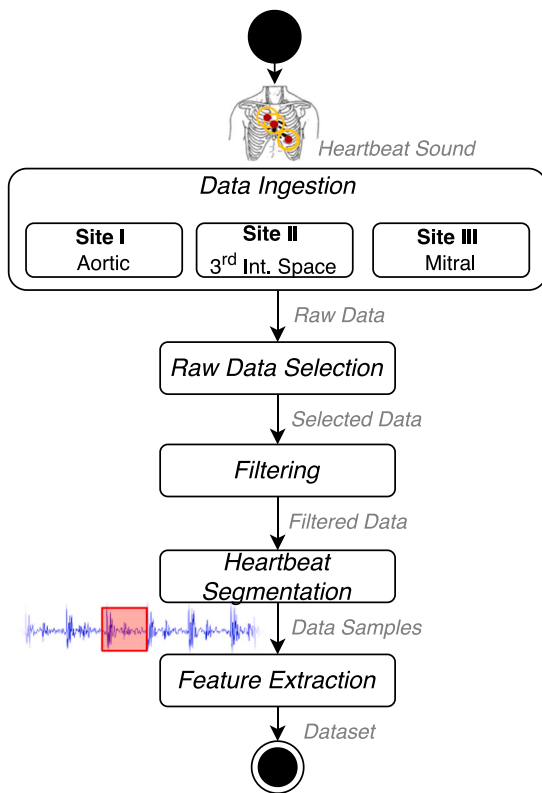 Heartbeat Sound
Data Ingestion
Site I
Aortic
Site II
3rd Int. Space
Site III
Mitral
Raw Data
Raw Data Selection
Selected Data
Filtering
Filtered Data
Heartbeat
Segmentation
Data Samples
Feature Extraction
Dataset